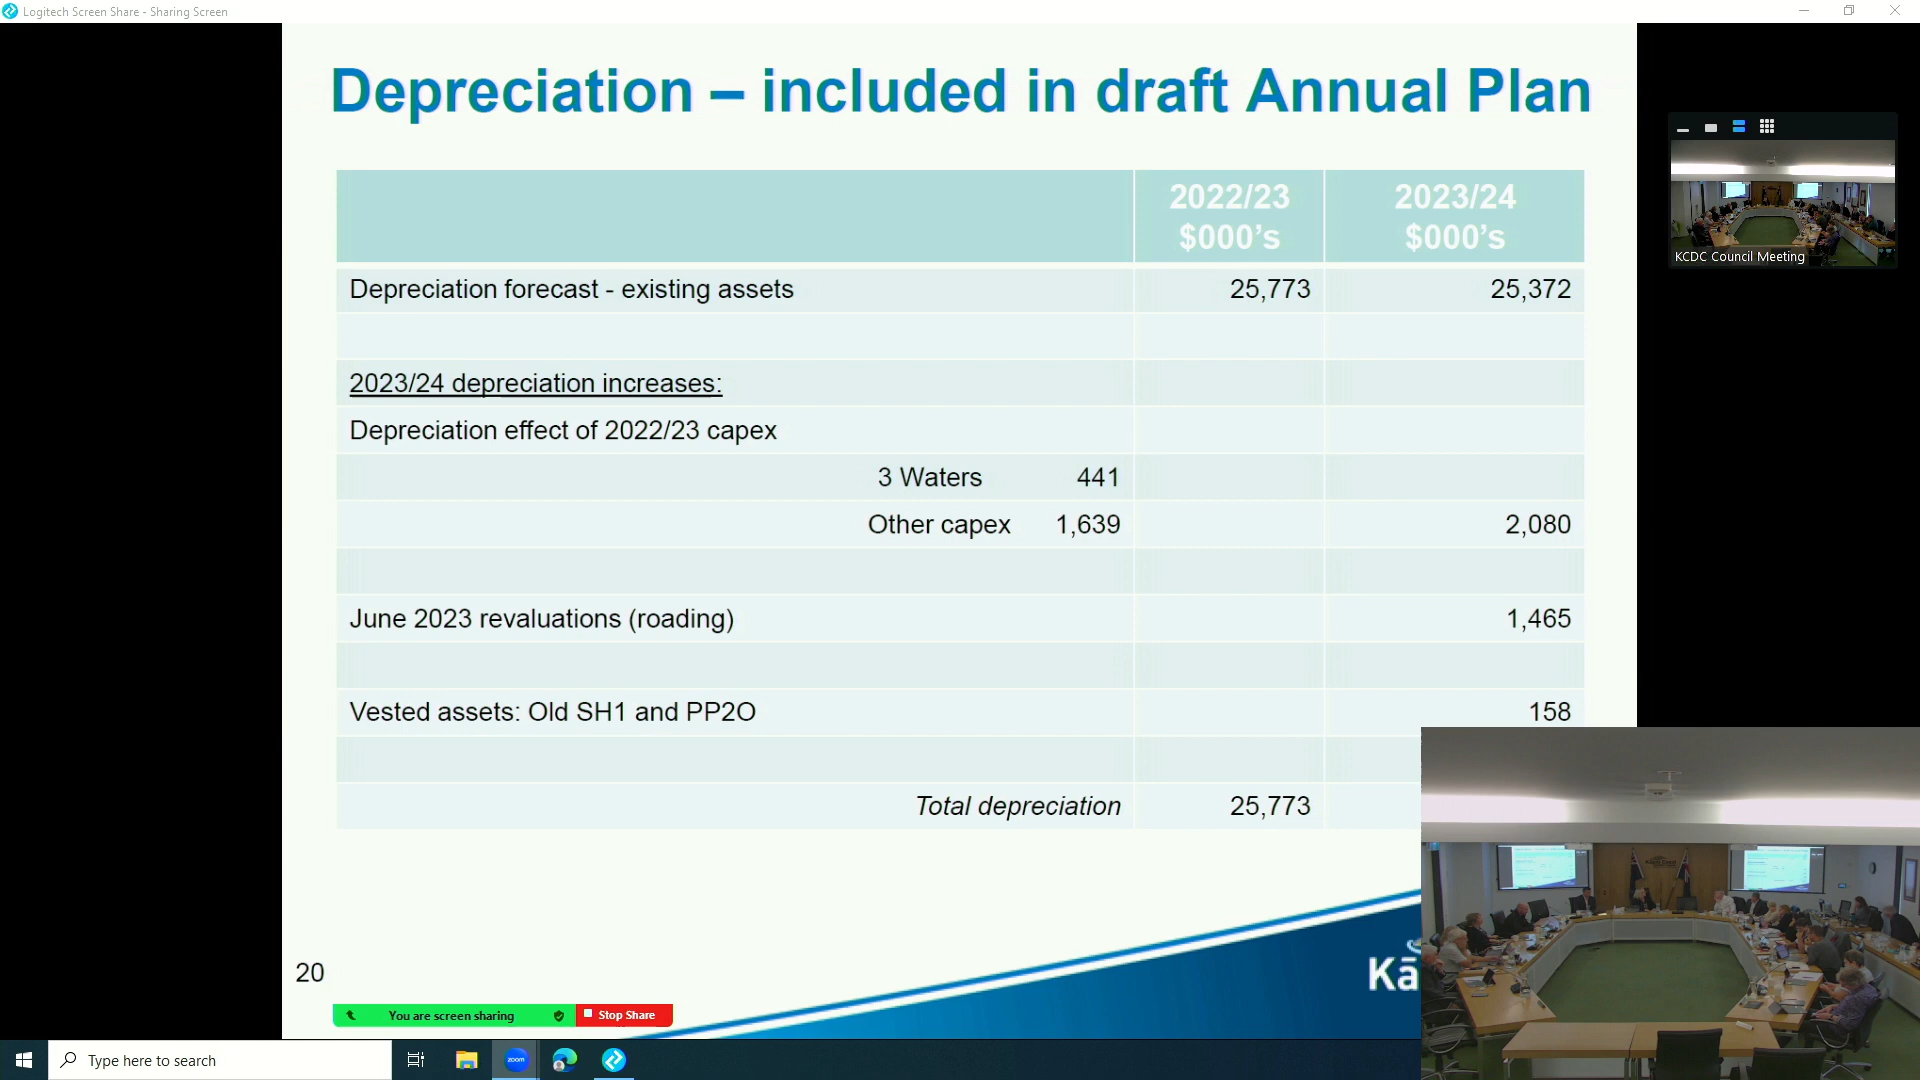 Logitech Screen Share - Sharing Screen
Depreciation – included in draft Annual Plan
2022/23 2023/24
$000's $000's
Depreciation forecast - existing assets 25,773 25,372
2023/24 depreciation increases:
Depreciation effect of 2022/23 capex
3 Waters 441
Other capex 1,639 2,080
June 2023 revaluations (roading) 1,465
Vested assets: Old SH1 and PP2O 158
Total depreciation 25,773
20
Kā
KCDC Council Meeting
You are screen sharing Stop Share
Type here to search
zoom